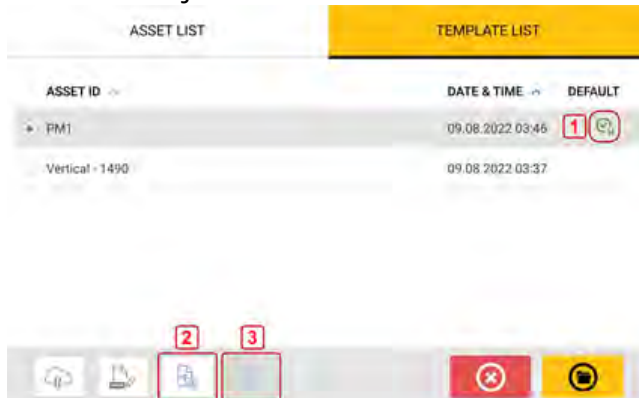 ASSET LIST TEMPLATE LIST
ASSET ID DATE & TIME DEFAULT
PM1 09.08.2022 03:46 1
Vertical - 1490 09.08.2022 03:37
2 3